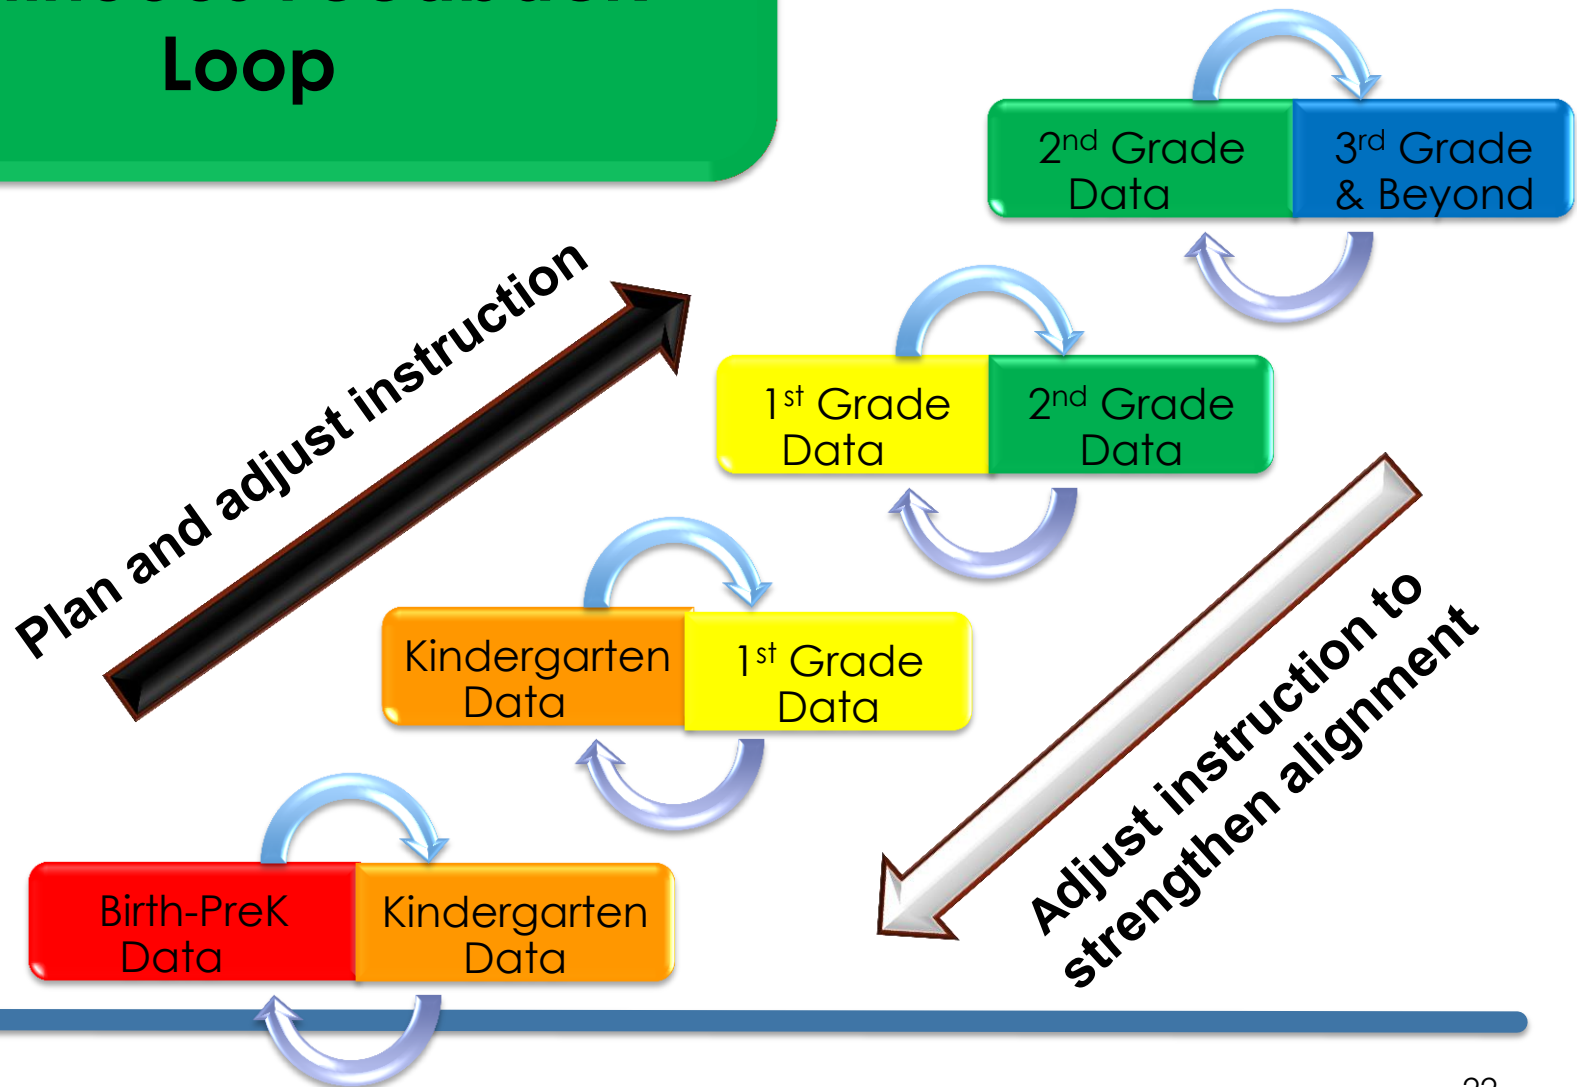 Loop
2nd Grade
Data
3rd Grade
& Beyond
Plan and adjust instruction
1st Grade
Data
2nd Grade
Data
Kindergarten
Data
1st Grade
Data
Adjust instruction to
strengthen alignment
Birth-PreK
Data
Kindergarten
Data